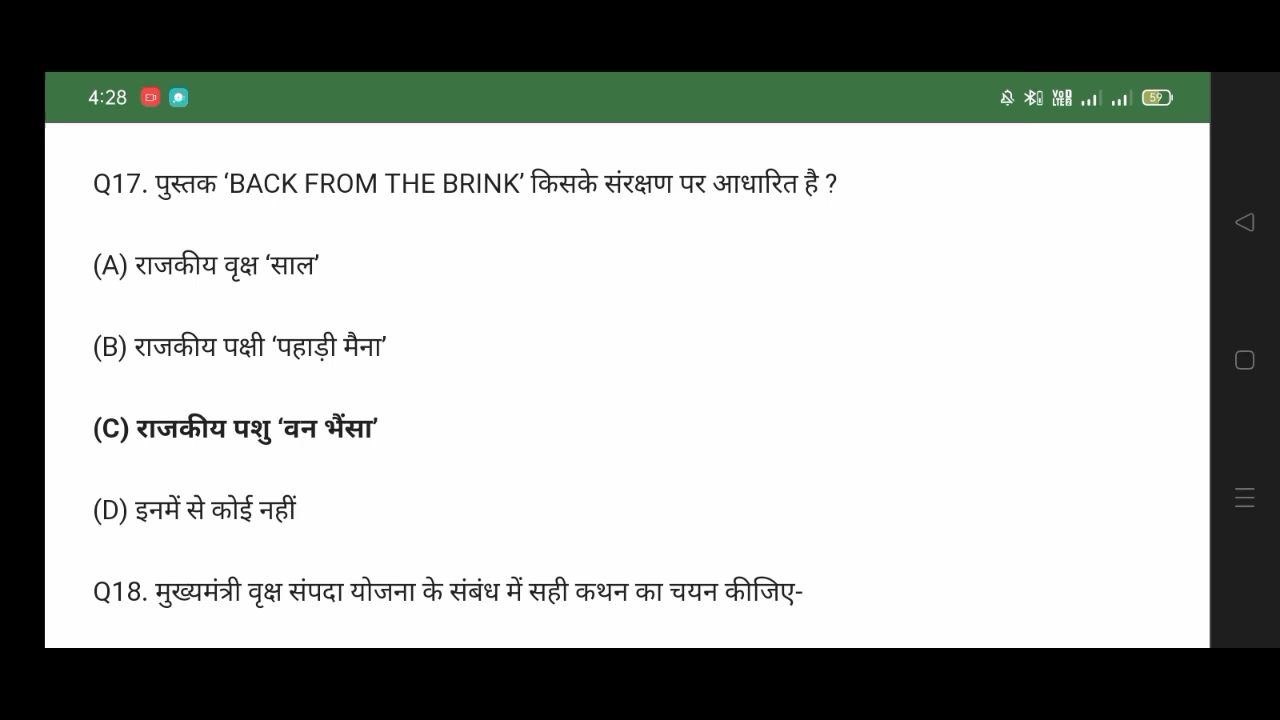 4:28
59
Q17. पुस्तक ‘BACK FROM THE BRINK’ किसके संरक्षण पर आधारित है ?
(A) राजकीय वृक्ष ‘साल’
(B) राजकीय पक्षी ‘पहाड़ी मैना’
(C) राजकीय पशु ‘वन भैंसा’
(D) इनमें से कोई नहीं
Q18. मुख्यमंत्री वृक्ष संपदा योजना के संबंध में सही कथन का चयन कीजिए-